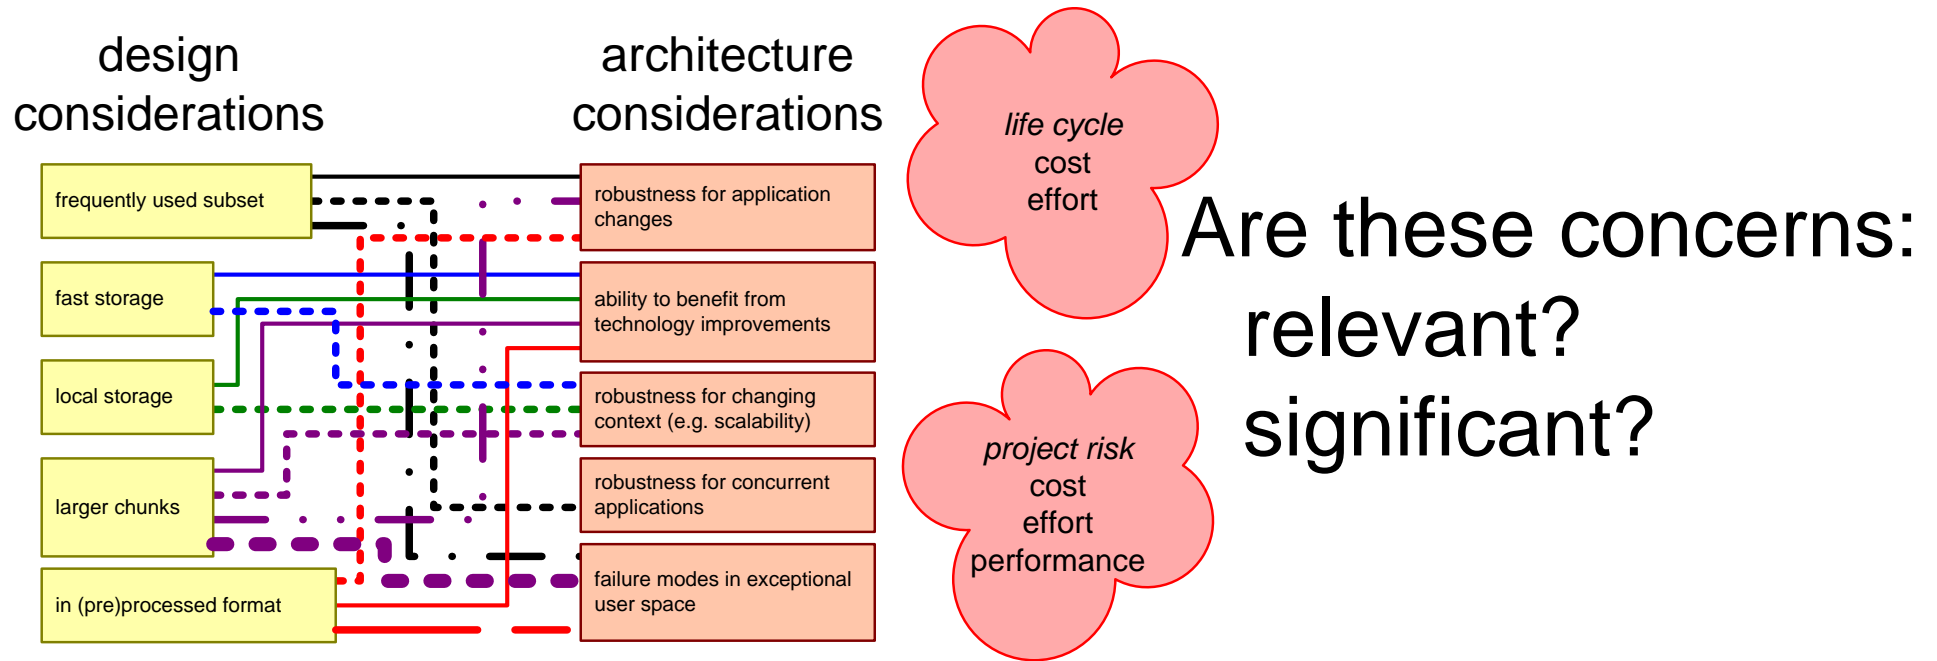 design
considerations
architecture
considerations
frequently used subset
fast storage
local storage
larger chunks
in (pre)processed format
robustness for application
changes
ability to benefit from
technology improvements
robustness for changing
context (e.g. scalability)
robustness for concurrent
applications
failure modes in exceptional
user space
life cycle
cost
effort
project risk
cost
effort
performance
Are these concerns:
relevant?
significant?